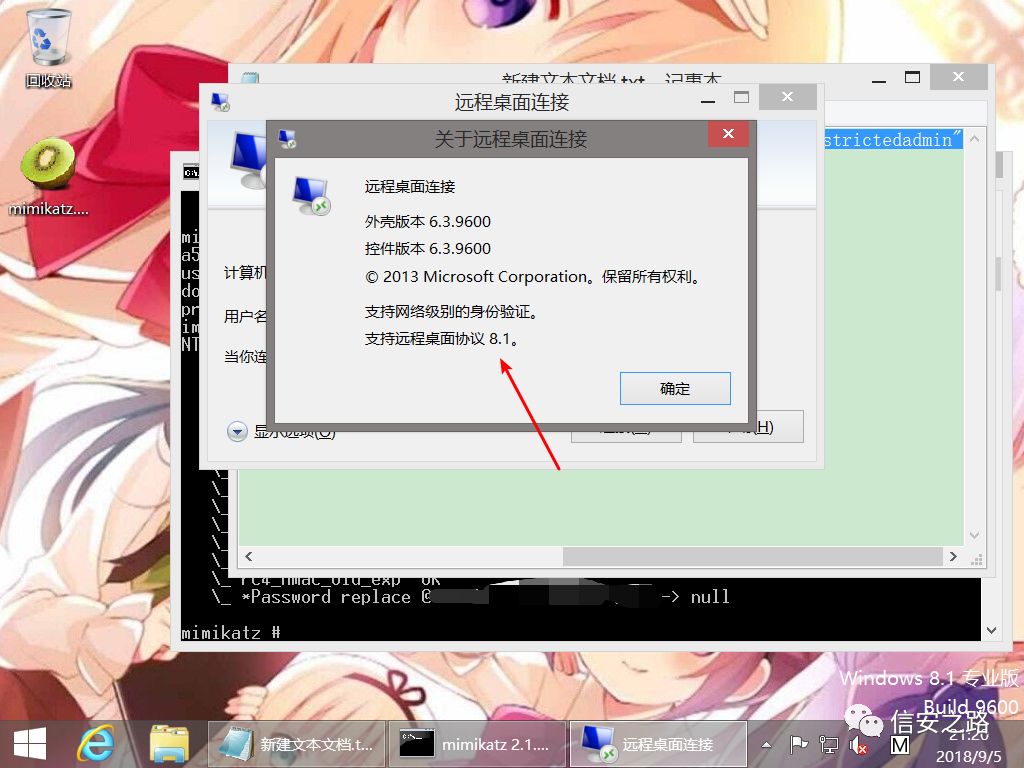 回收站
mimikatz....
新建文本文档.txt - 记事本
远程桌面连接
关于远程桌面连接
strictedadmin"
远程桌面连接
外壳版本 6.3.9600
控件版本 6.3.9600
© 2013 Microsoft Corporation。保留所有权利。
支持网络级别的身份验证。
支持远程桌面协议 8.1。
确定
计算机
用户名
当你连
显示选项(O)
mi
a5
us
do
pr
im
NT
\_
\_
\_
\_
\_
\_ rc4_hmac_old_exp OK
\_ *Password replace @ -> null
mimikatz #
Windows 8.1 专业版
Build 9600
信安之路
新建文本文档.t...
mimikatz 2.1....
远程桌面连接
M
21:20
2018/9/5